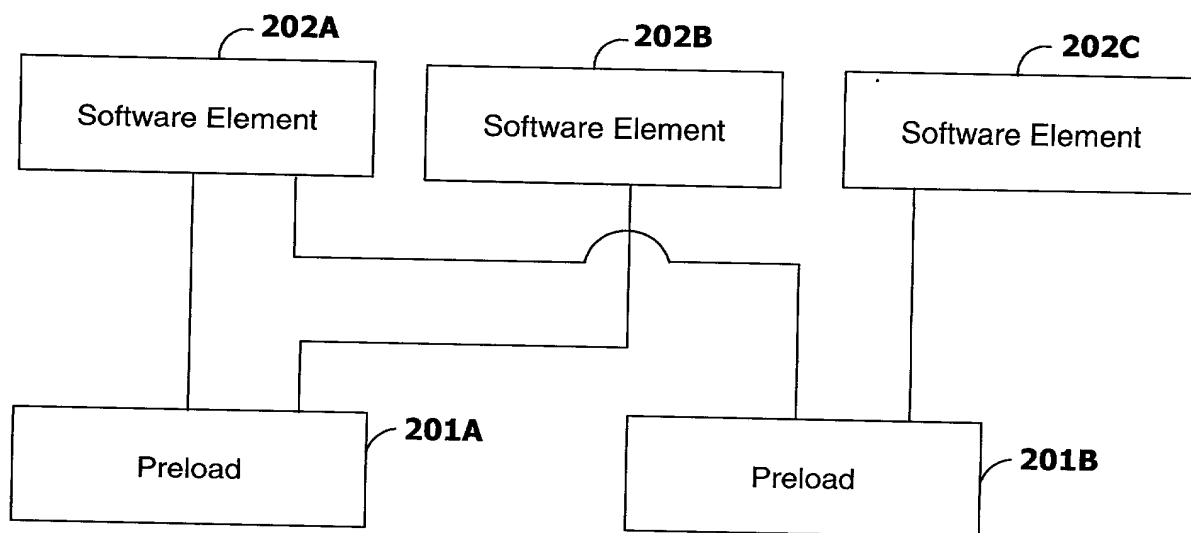 202A
202B
202C
Software Element
Software Element
Software Element
201A
201B
Preload
Preload